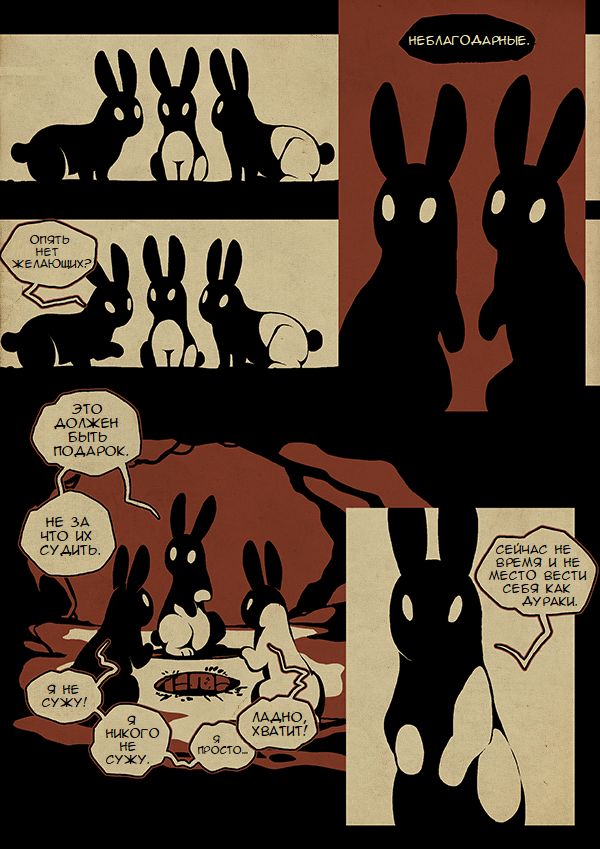 ОПЯТЬ
НЕТ
ЖЕЛАЮЩИХ?
НЕБЛАГОДАРНЫЕ.
ЭТО
ДОЛЖЕН
БЫТЬ
ПОДАРОК.
НЕ ЗА
ЧТО ИХ
СУДИТЬ.
Я НЕ
СУЖУ!
Я
НИКОГО
НЕ
СУЖУ.
Я
ПРОСТО...
ЛАДНО,
ХВАТИТ!
СЕЙЧАС НЕ
ВРЕМЯ И НЕ
МЕСТО ВЕСТИ
СЕБЯ КАК
ДУРАКИ.